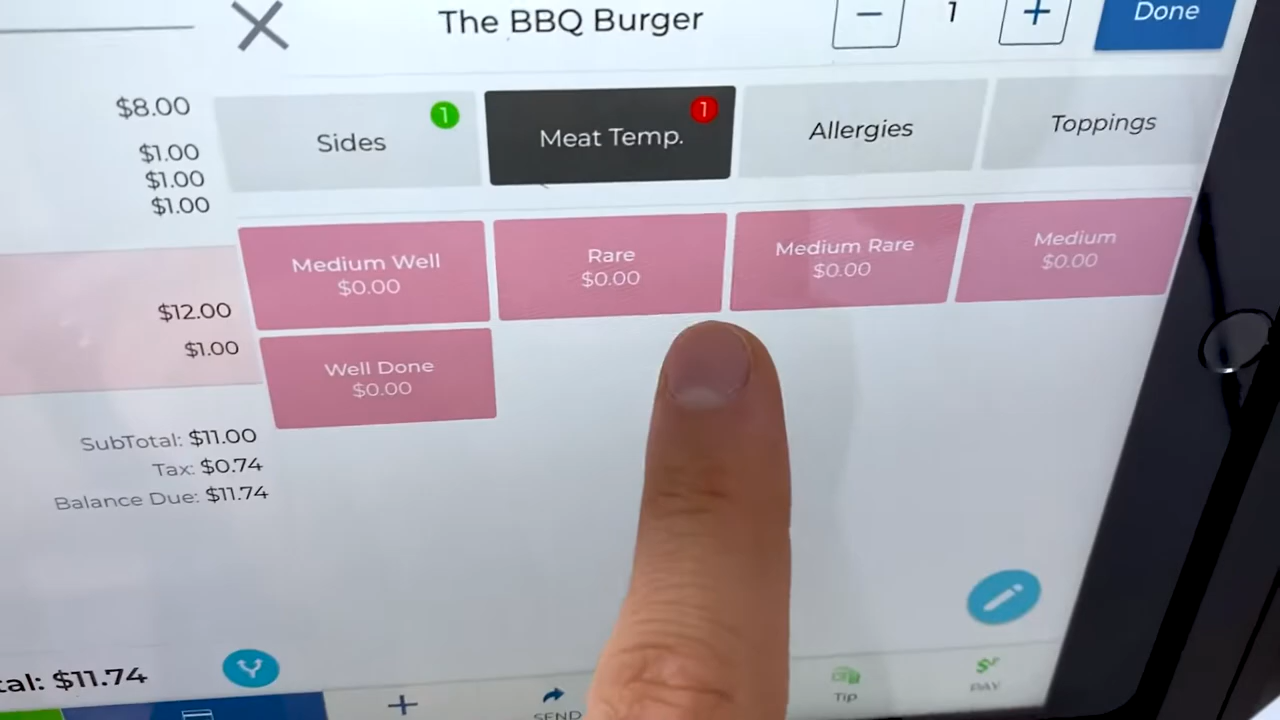 The BBQ Burger
− 1 +
Done
$8.00
$1.00
$1.00
$1.00
$12.00
$1.00
SubTotal: $11.00
Tax: $0.74
Balance Due: $11.74
tal: $11.74
Sides 1
Meat Temp. 1
Allergies
Toppings
Medium Well
$0.00
Rare
$0.00
Medium Rare
$0.00
Medium
$0.00
Well Done
$0.00
SEND
Tip
PAY